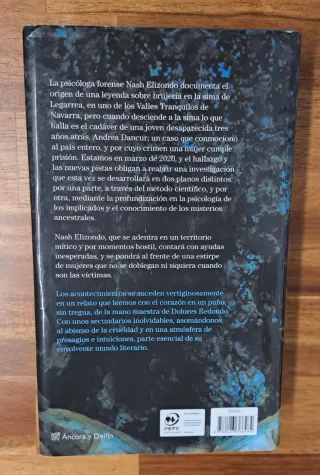 La psicóloga forense Nash Elizondo documenta el
origen de una leyenda sobre brujería en la sima de
Legarrea, en uno de los Valles Tranquilos de
Navarra, pero cuando desciende a la sima lo que
halla es el cadáver de una joven desaparecida tres
años atrás, Andrea Dancur, un caso que conmocionó
al país entero, y por cuyo crimen una mujer cumple
prisión. Estamos en marzo de 2020, y el hallazgo y
las nuevas pistas obligan a reabrir una investigación
que esta vez se desarrollará en dos planos distintos:
por una parte, a través del método científico, y por
otra, mediante la profundización en la psicología de
los implicados y el conocimiento de los misterios
ancestrales.
Nash Elizondo, que se adentra en un territorio
mítico y por momentos hostil, contará con ayudas
inesperadas, y se pondrá al frente de una estirpe
de mujeres que no se doblegan ni siquiera cuando
son las víctimas.
Los acontecimientos se suceden vertiginosamente
en un relato que leemos con el corazón en un puño,
sin tregua, de la mano maestra de Dolores Redondo.
Con unos secundarios inolvidables, asomándonos
al abismo de la crueldad y en una atmósfera de
presagios e intuiciones, parte esencial de su
envolvente mundo literario.
PEFC
Áncora y Delfín